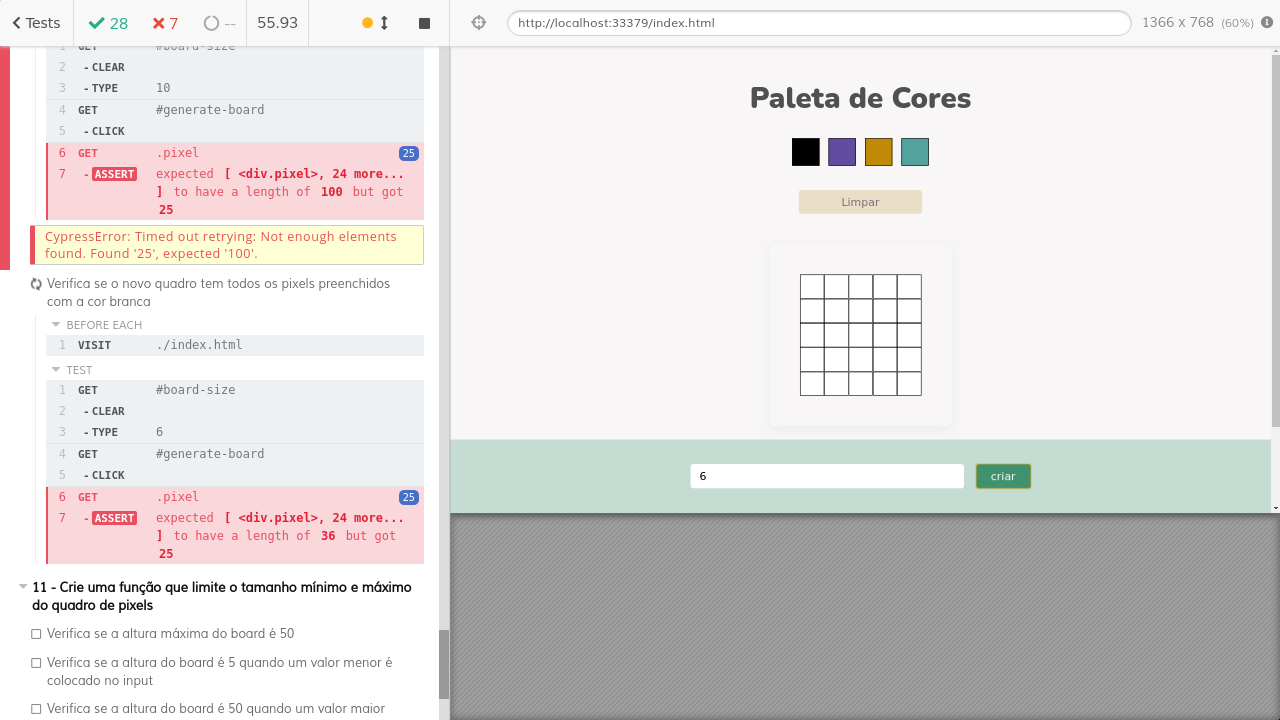 Tests 28 7 -- 55.93
http://localhost:33379/index.html 1366 x 768 (60%)
1 GET #board-size
2 - CLEAR
3 - TYPE 10
4 GET #generate-board
5 - CLICK
6 GET .pixel 25
7 - ASSERT expected [ <div.pixel>, 24 more...
] to have a length of 100 but got
25
CypressError: Timed out retrying: Not enough elements
found. Found '25', expected '100'.
Verifica se o novo quadro tem todos os pixels preenchidos
com a cor branca
BEFORE EACH
1 VISIT ./index.html
TEST
1 GET #board-size
2 - CLEAR
3 - TYPE 6
4 GET #generate-board
5 - CLICK
6 GET .pixel 25
7 - ASSERT expected [ <div.pixel>, 24 more...
] to have a length of 36 but got
25
11 - Crie uma função que limite o tamanho mínimo e máximo
do quadro de pixels
Verifica se a altura máxima do board é 50
Verifica se a altura do board é 5 quando um valor menor é
colocado no input
Verifica se a altura do board é 50 quando um valor maior
Paleta de Cores
Limpar
6
criar